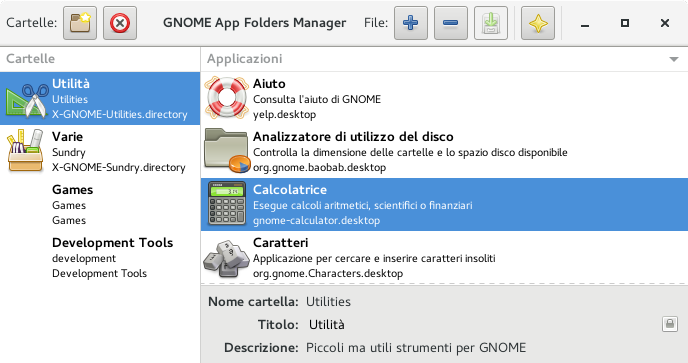 Cartelle: GNOME App Folders Manager File:
Cartelle
Utilità
Utilities
X-GNOME-Utilities.directory
Varie
Sundry
X-GNOME-Sundry.directory
Games
Games
Games
Development Tools
development
Development Tools
Applicazioni
Aiuto
Consulta l'aiuto di GNOME
yelp.desktop
Analizzatore di utilizzo del disco
Controlla la dimensione delle cartelle e lo spazio disco disponibile
org.gnome.baobab.desktop
Calcolatrice
Esegue calcoli aritmetici, scientifici o finanziari
gnome-calculator.desktop
Caratteri
Applicazione per cercare e inserire caratteri insoliti
org.gnome.Characters.desktop
Nome cartella: Utilities
Titolo: Utilità
Descrizione: Piccoli ma utili strumenti per GNOME